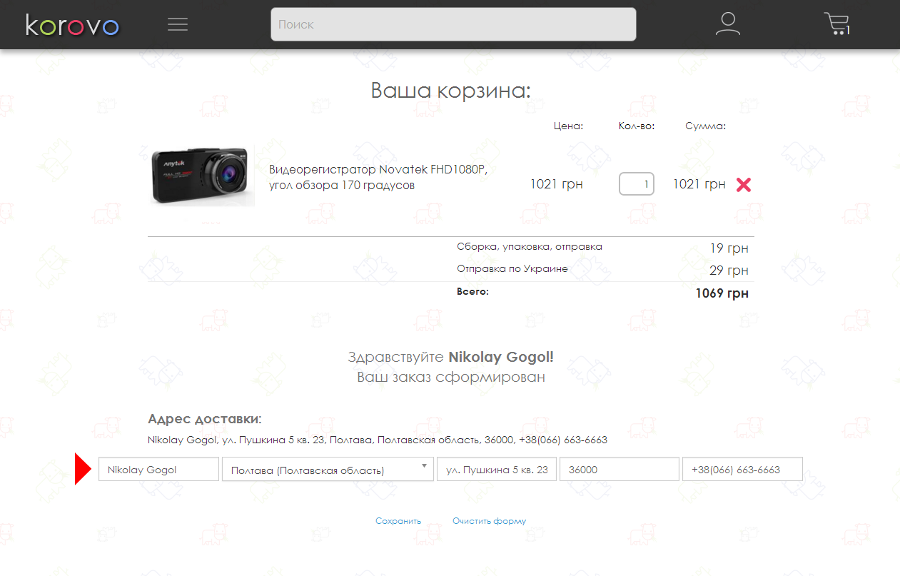 korovo
Поиск
1
Ваша корзина:
Цена: Кол-во: Сумма:
Anytek
Видеорегистратор Novatek FHD1080P,
угол обзора 170 градусов
1021 грн 1 1021 грн
Сборка, упаковка, отправка 19 грн
Отправка по Украине 29 грн
Всего: 1069 грн
Здравствуйте Nikolay Gogol!
Ваш заказ сформирован
Адрес доставки:
Nikolay Gogol, ул. Пушкина 5 кв. 23, Полтава, Полтавская область, 36000, +38(066) 663-6663
Nikolay Gogol Полтава (Полтавская область) ул. Пушкина 5 кв. 23 36000 +38(066) 663-6663
Сохранить Очистить форму